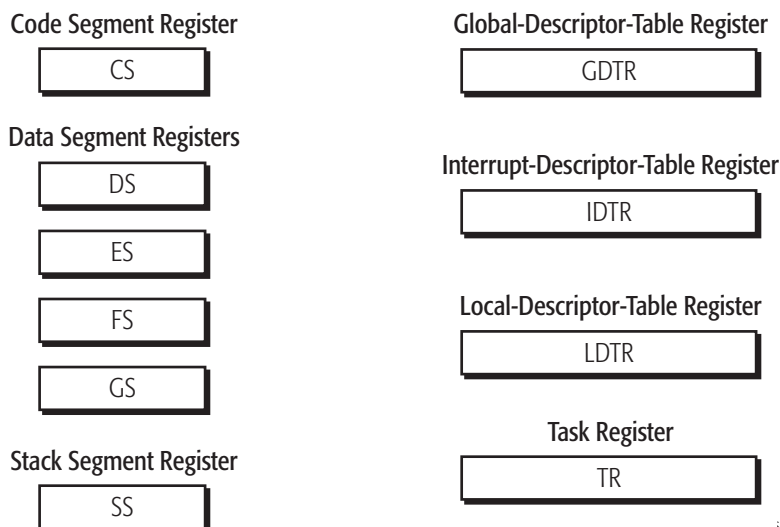 Code Segment Register
CS
Data Segment Registers
DS
ES
FS
GS
Stack Segment Register
SS
Global-Descriptor-Table Register
GDTR
Interrupt-Descriptor-Table Register
IDTR
Local-Descriptor-Table Register
LDTR
Task Register
TR